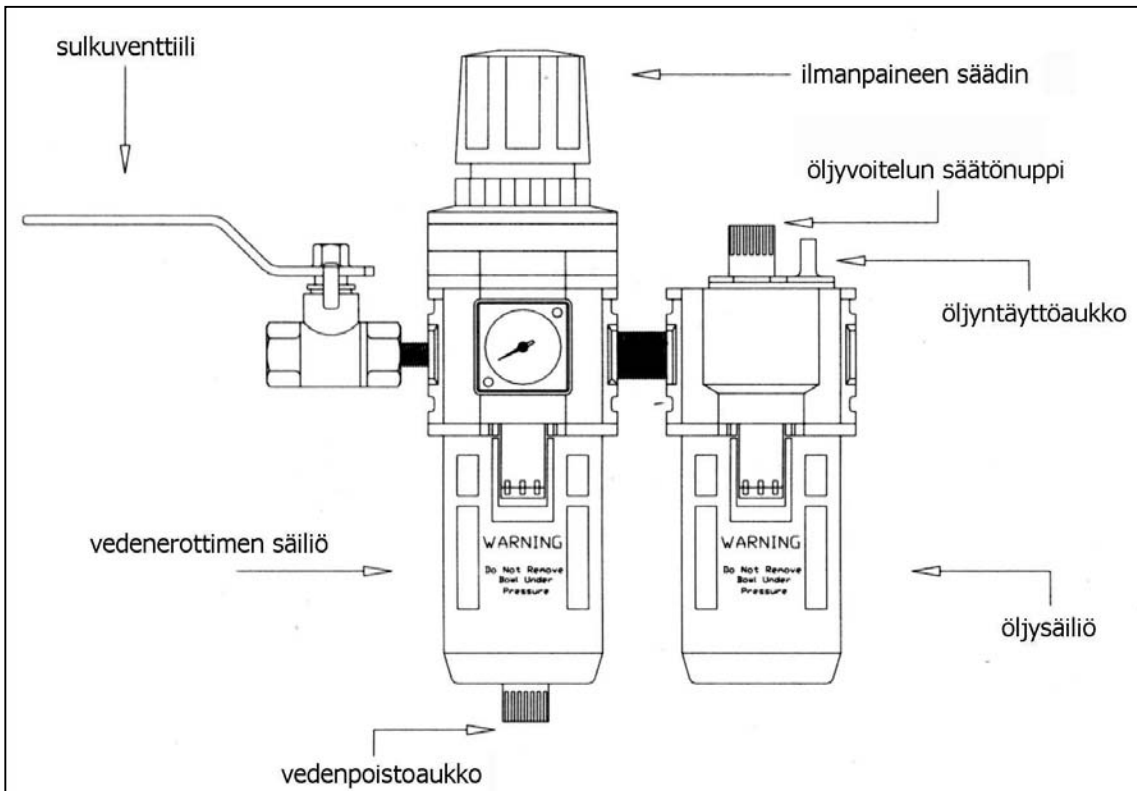 sulkuventtiili
ilmanpaineen säädin
öljyvoitelun säätönuppi
öljyntäyttöaukko
vedenerottimen säiliö
WARNING
Do Not Remove
Bowl Under
Pressure
WARNING
Do Not Remove
Bowl Under
Pressure
öljysäiliö
vedenpoistoaukko